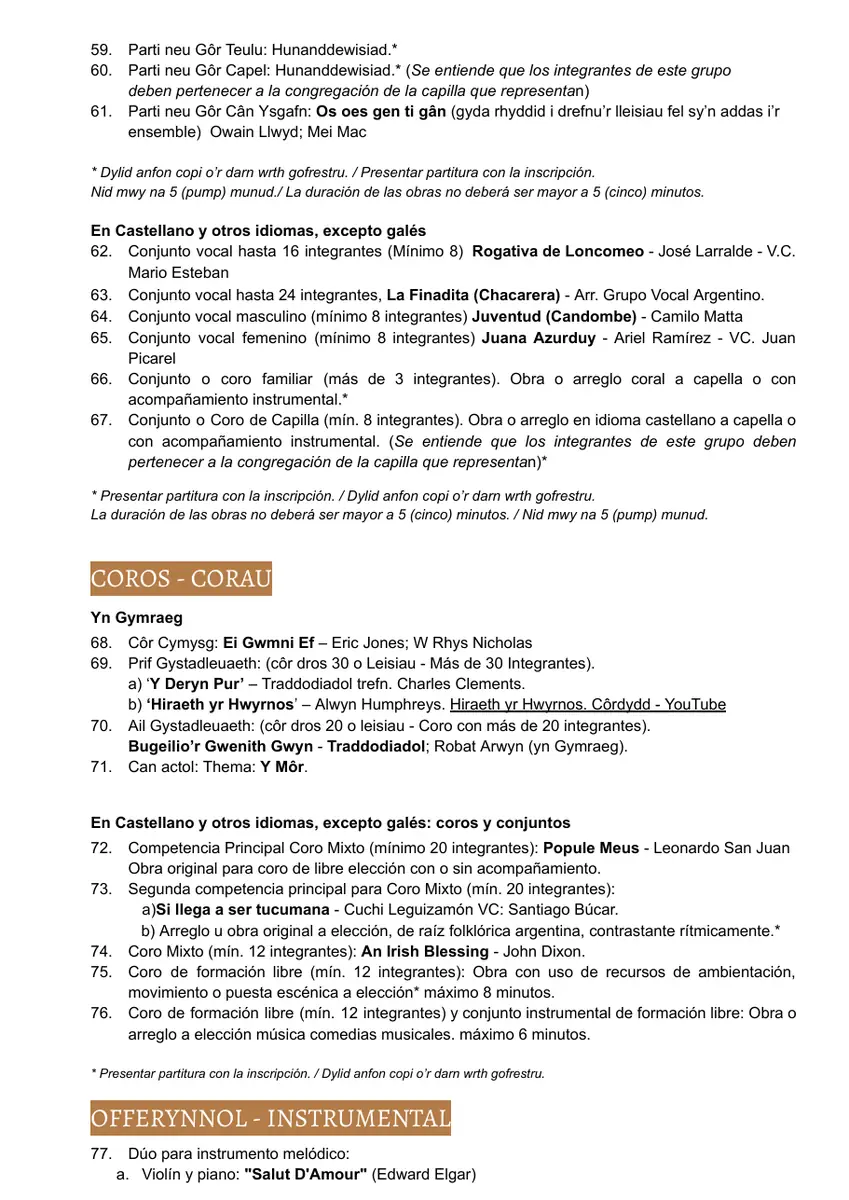 59. Parti neu Gôr Teulu: Hunanddewisiad.*
60. Parti neu Gôr Capel: Hunanddewisiad.* (Se entiende que los integrantes de este grupo
deben pertenecer a la congregación de la capilla que representan)
61. Parti neu Gôr Cân Ysgafn: Os oes gen ti gân (gyda rhyddid i drefnu'r lleisiau fel sy'n addas i'r
ensemble) Owain Llwyd; Mei Mac
* Dylid anfon copi o'r darn wrth gofrestru. / Presentar partitura con la inscripción.
Nid mwy na 5 (pump) munud./ La duración de las obras no deberá ser mayor a 5 (cinco) minutos.
En Castellano y otros idiomas, excepto galés
62. Conjunto vocal hasta 16 integrantes (Mínimo 8) Rogativa de Loncomeo - José Larralde - V.C.
Mario Esteban
63. Conjunto vocal hasta 24 integrantes, La Finadita (Chacarera) - Arr. Grupo Vocal Argentino.
64. Conjunto vocal masculino (mínimo 8 integrantes) Juventud (Candombe) - Camilo Matta
65. Conjunto vocal femenino (mínimo 8 integrantes) Juana Azurduy - Ariel Ramírez - VC. Juan
Picarel
66. Conjunto o coro familiar (más de 3 integrantes). Obra o arreglo coral a capella o con
acompañamiento instrumental.*
67. Conjunto o Coro de Capilla (mín. 8 integrantes). Obra o arreglo en idioma castellano a capella o
con acompañamiento instrumental. (Se entiende que los integrantes de este grupo deben
pertenecer a la congregación de la capilla que representan)*
* Presentar partitura con la inscripción. / Dylid anfon copi o'r darn wrth gofrestru.
La duración de las obras no deberá ser mayor a 5 (cinco) minutos. / Nid mwy na 5 (pump) munud.
COROS - CORAU
Yn Gymraeg
68. Côr Cymysg: Ei Gwmni Ef – Eric Jones; W Rhys Nicholas
69. Prif Gystadleuaeth: (côr dros 30 o Leisiau - Más de 30 Integrantes).
a) 'Y Deryn Pur' – Traddodiadol trefn. Charles Clements.
b) 'Hiraeth yr Hwyrnos' – Alwyn Humphreys. Hiraeth yr Hwyrnos. Côrdydd - YouTube
70. Ail Gystadleuaeth: (côr dros 20 o leisiau - Coro con más de 20 integrantes).
Bugeilio'r Gwenith Gwyn - Traddodiadol; Robat Arwyn (yn Gymraeg).
71. Can actol: Thema: Y Môr.
En Castellano y otros idiomas, excepto galés: coros y conjuntos
72. Competencia Principal Coro Mixto (mínimo 20 integrantes): Popule Meus - Leonardo San Juan
Obra original para coro de libre elección con o sin acompañamiento.
73. Segunda competencia principal para Coro Mixto (mín. 20 integrantes):
a)Si llega a ser tucumana - Cuchi Leguizamón VC: Santiago Búcar.
b) Arreglo u obra original a elección, de raíz folklórica argentina, contrastante rítmicamente.*
74. Coro Mixto (mín. 12 integrantes): An Irish Blessing - John Dixon.
75. Coro de formación libre (mín. 12 integrantes): Obra con uso de recursos de ambientación,
movimiento o puesta escénica a elección* máximo 8 minutos.
76. Coro de formación libre (mín. 12 integrantes) y conjunto instrumental de formación libre: Obra o
arreglo a elección música comedias musicales. máximo 6 minutos.
* Presentar partitura con la inscripción. / Dylid anfon copi o'r darn wrth gofrestru.
OFFERYNNOL - INSTRUMENTAL
77. Dúo para instrumento melódico:
a. Violín y piano: "Salut D'Amour" (Edward Elgar)